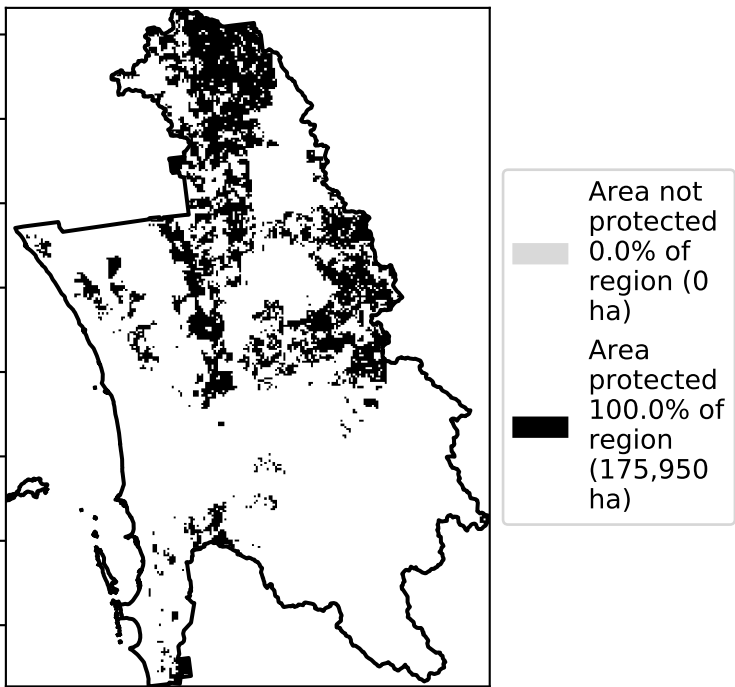 Area not
protected
0.0% of
region (0
ha)
Area
protected
100.0% of
region
(175,950
ha)